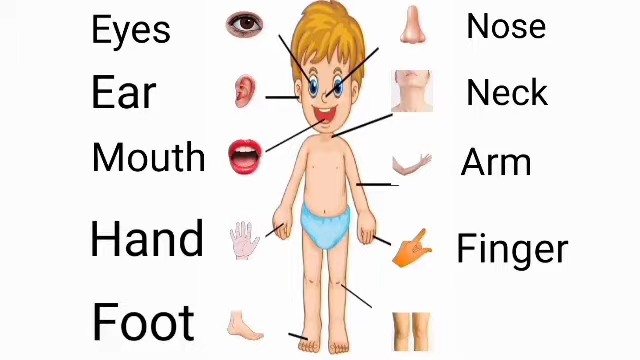 Eyes
Nose
Ear
Neck
Mouth
Arm
Hand
Finger
Foot